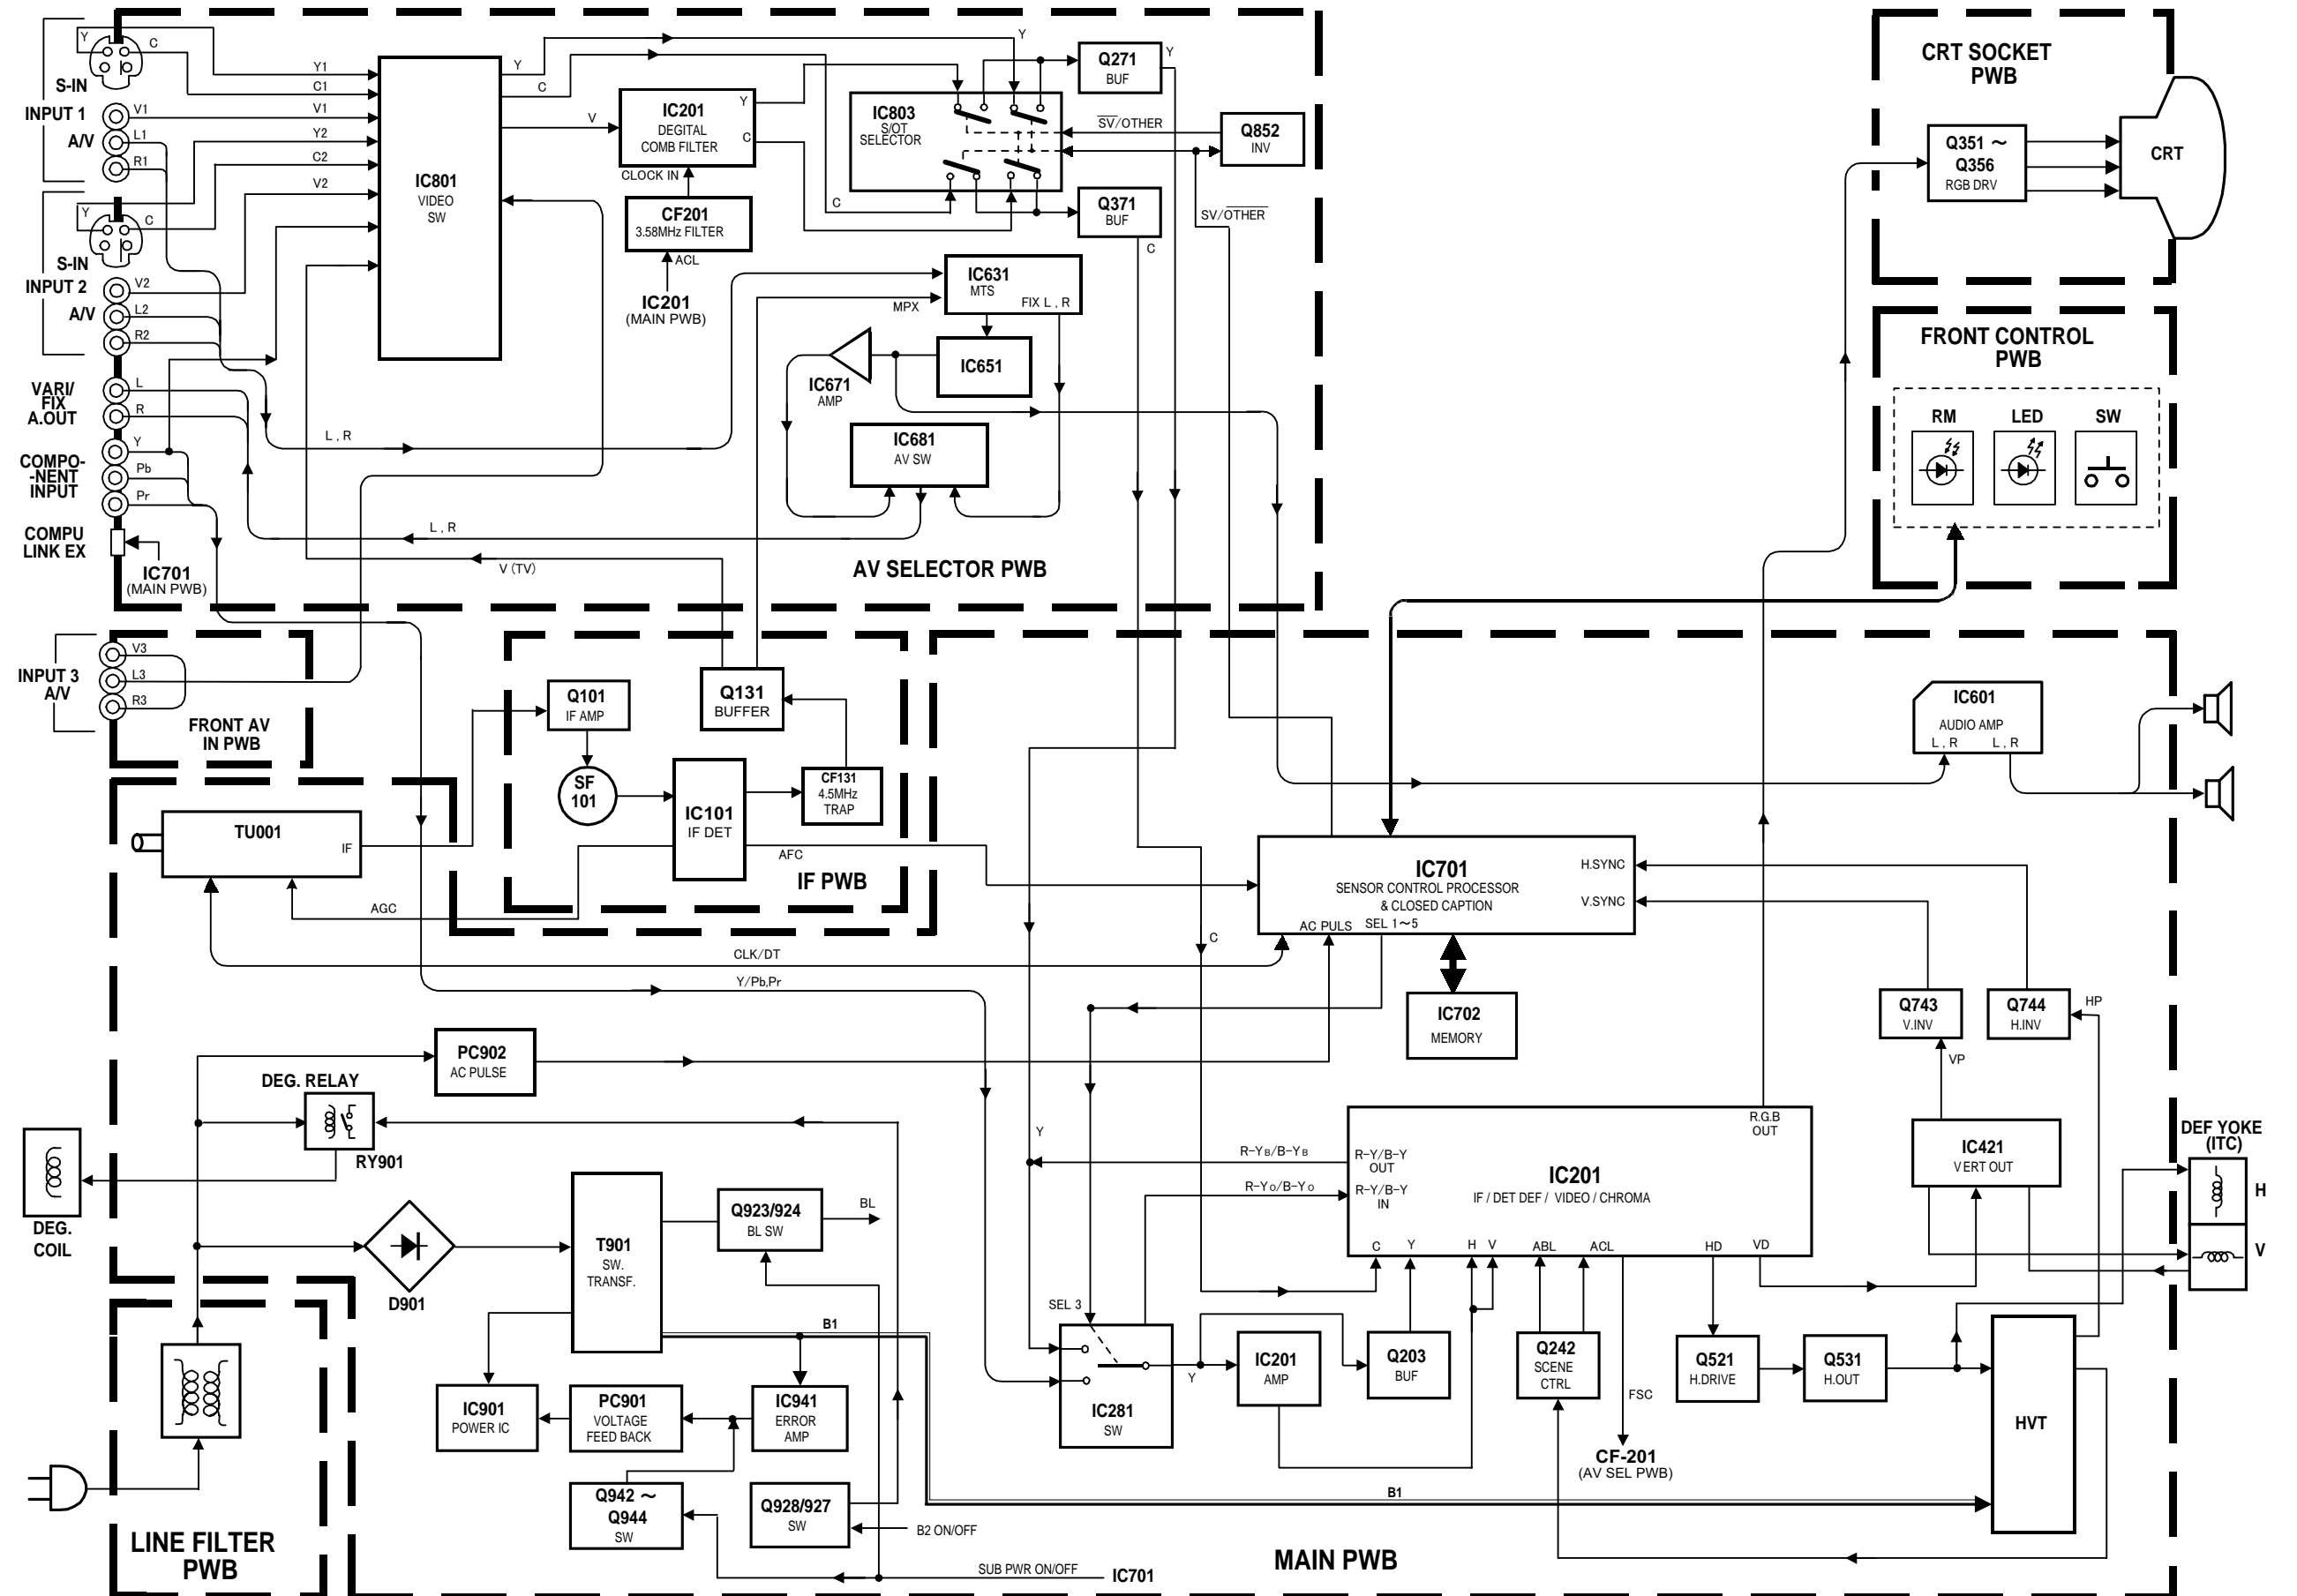 Y
C
S-IN
INPUT 1
V1
A/V
L1
R1
Y
C
S-IN
INPUT 2
V2
A/V
L2
R2
VARI/
FIX
A.OUT
L
R
COMPO-
-NENT
INPUT
Y
Pb
Pr
COMPU
LINK EX
IC701
(MAIN PWB)
Y1
C1
V1
Y2
C2
V2
IC801
VIDEO
SW
Y
C
V
IC201
DEGITAL
COMB FILTER
Y
C
CLOCK IN
CF201
3.58MHz FILTER
ACL
IC201
(MAIN PWB)
Y
IC803
S/OT
SELECTOR
C
Q271
BUF
Y
SV/OTHER
Q852
INV
Q371
BUF
C
SV/OTHER
IC631
MTS
FIX L , R
MPX
IC651
IC671
AMP
IC681
AV SW
L , R
L , R
V (TV)
AV SELECTOR PWB
CRT SOCKET
PWB
Q351 ～
Q356
RGB DRV
CRT
FRONT CONTROL
PWB
RM
LED
SW
INPUT 3
A/V
V3
L3
R3
FRONT AV
IN PWB
Q101
IF AMP
Q131
BUFFER
SF
101
IC101
IF DET
CF131
4.5MHz
TRAP
AFC
IF PWB
TU001
IF
AGC
CLK/DT
Y/Pb,Pr
IC601
AUDIO AMP
L , R
L , R
IC701
SENSOR CONTROL PROCESSOR
& CLOSED CAPTION
H.SYNC
V.SYNC
AC PULS
SEL 1～5
C
IC702
MEMORY
Q743
V.INV
Q744
H.INV
HP
VP
PC902
AC PULSE
DEG. RELAY
RY901
DEG.
COIL
D901
T901
SW.
TRANSF.
Q923/924
BL SW
BL
Y
R-YB/B-YB
R-YO/B-YO
R-Y/B-Y
OUT
R-Y/B-Y
IN
R.G.B
OUT
IC201
IF / DET DEF / VIDEO / CHROMA
C
Y
H
V
ABL
ACL
HD
VD
IC421
VERT OUT
DEF YOKE
(ITC)
H
V
SEL 3
B1
IC281
SW
Y
IC201
AMP
Q203
BUF
Q242
SCENE
CTRL
FSC
CF-201
(AV SEL PWB)
Q521
H.DRIVE
Q531
H.OUT
HVT
IC901
POWER IC
PC901
VOLTAGE
FEED BACK
IC941
ERROR
AMP
Q942 ～
Q944
SW
Q928/927
SW
B2 ON/OFF
B1
SUB PWR ON/OFF
IC701
LINE FILTER
PWB
MAIN PWB